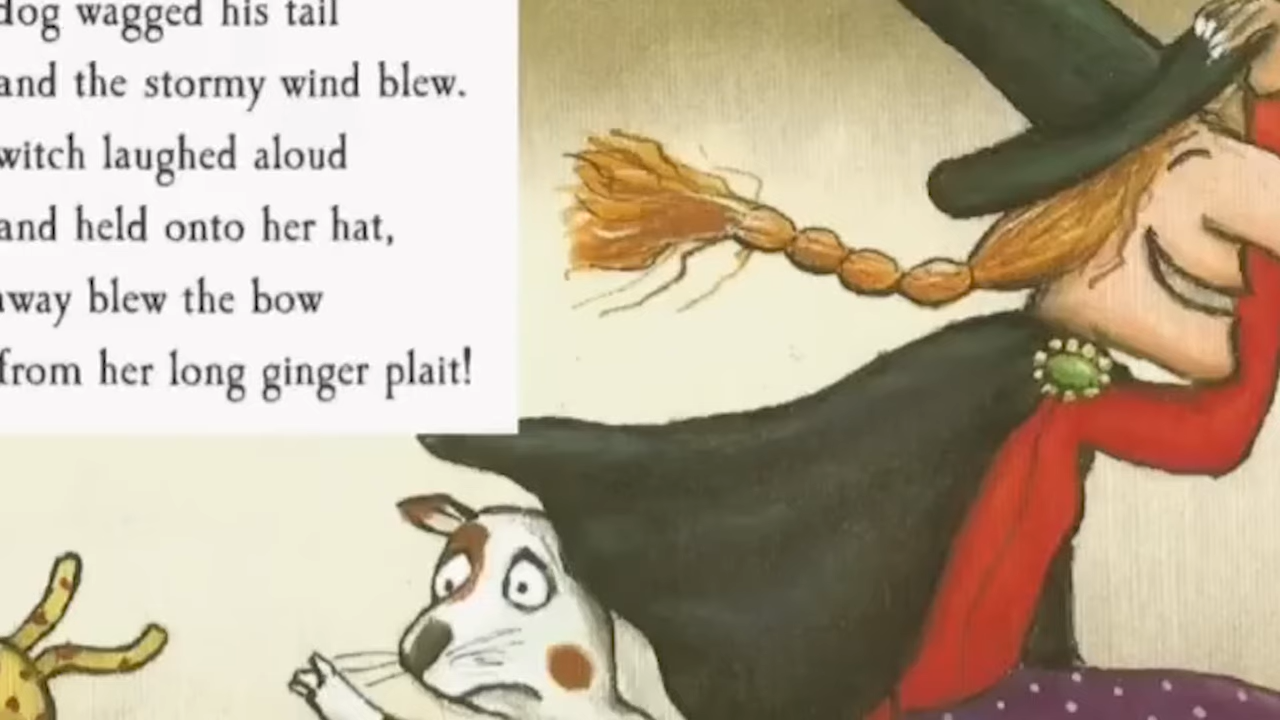 dog wagged his tail
and the stormy wind blew.
witch laughed aloud
and held onto her hat,
way blew the bow
from her long ginger plait!